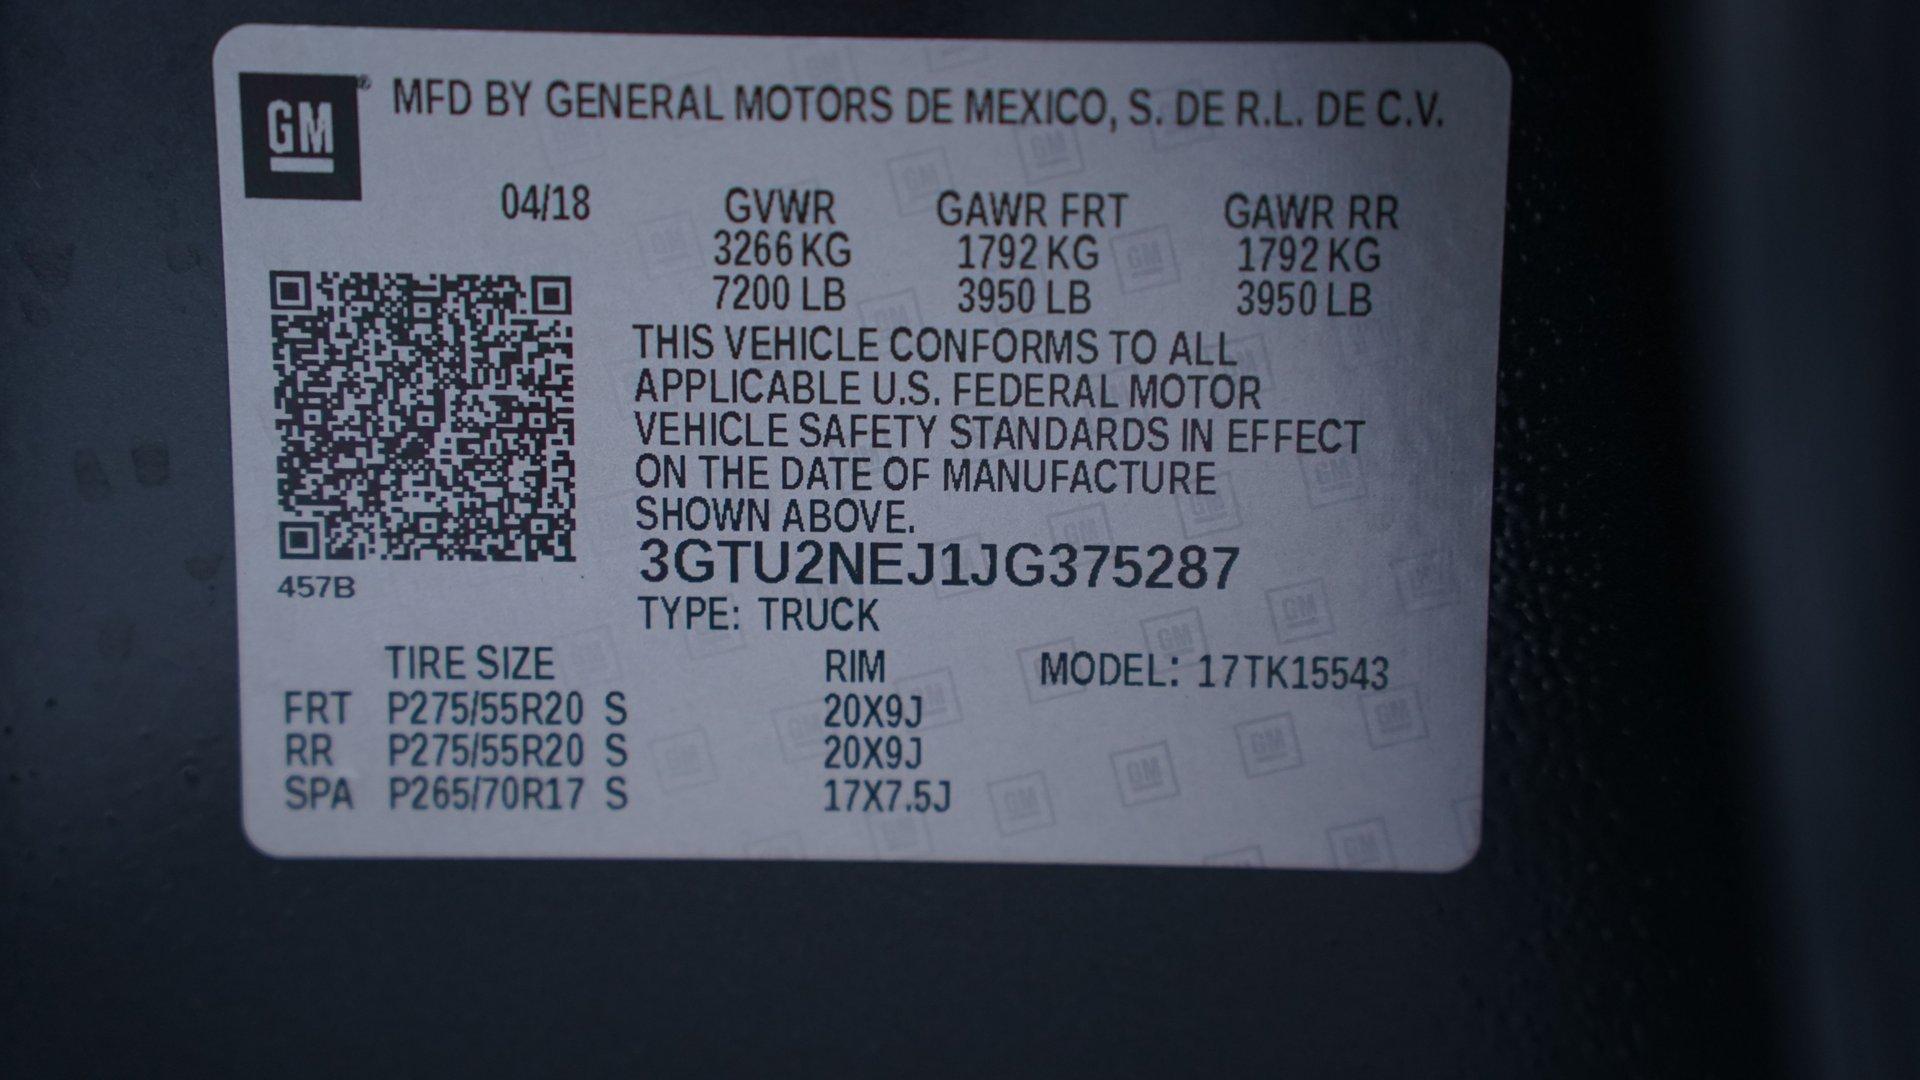 GM ® MFD BY GENERAL MOTORS DE MEXICO, S. DE R.L. DE C.V.
04/18 GVWR GAWR FRT GAWR RR
3266 KG 1792 KG 1792 KG
7200 LB 3950 LB 3950 LB
THIS VEHICLE CONFORMS TO ALL
APPLICABLE U.S. FEDERAL MOTOR
VEHICLE SAFETY STANDARDS IN EFFECT
ON THE DATE OF MANUFACTURE
SHOWN ABOVE.
3GTU2NEJ1JG375287
457B
TYPE: TRUCK
TIRE SIZE RIM MODEL: 17TK15543
FRT P275/55R20 S 20X9J
RR P275/55R20 S 20X9J
SPA P265/70R17 S 17X7.5J